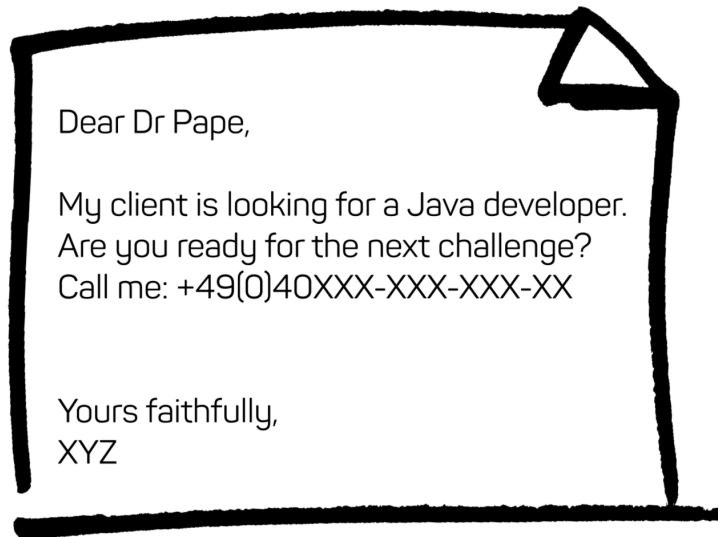 Dear Dr Pape,
My client is looking for a Java developer.
Are you ready for the next challenge?
Call me: +49(0)40XXX-XXX-XXX-XX
Yours faithfully,
XYZ